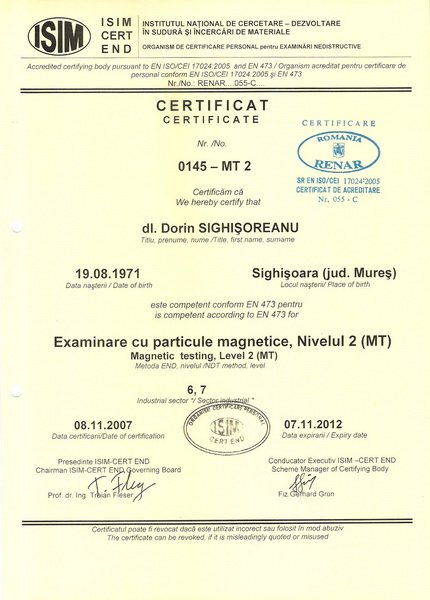 ISIM
ISIM
CERT
END
INSTITUTUL NAȚIONAL DE CERCETARE – DEZVOLTARE
ÎN SUDURĂ ȘI ÎNCERCĂRI DE MATERIALE
ORGANISM DE CERTIFICARE PERSONAL pentru EXAMINĂRI NEDISTRUCTIVE
Accredited certifying body pursuant to EN ISO/CEI 17024:2005 and EN 473 / Organism acreditat pentru certificare de
personal conform EN ISO/CEI 17024:2005 și EN 473
Nr./No.: RENAR....055-C....
CERTIFICAT
CERTIFICATE
CERTIFICARE
ROMANIA
RENAR
SR EN ISO/CEI 17024:2005
CERTIFICAT DE ACREDITARE
Nr. 055 - C
Nr. /No.
0145 – MT 2
Certificăm că
We hereby certify that
dl. Dorin SIGHIȘOREANU
Titlu, prenume, nume /Title, first name, surname
19.08.1971
Data nașterii / Date of birth
Sighișoara (jud. Mureș)
Locul nașterii/ Place of birth
este competent conform EN 473 pentru
is competent according to EN 473 for
Examinare cu particule magnetice, Nivelul 2 (MT)
Magnetic testing, Level 2 (MT)
Metoda END, nivelul /NDT method, level
6, 7
Industrial sector */ Sector industrial *
ORGANISM CERTIFICARE PERSONAL
ISIM
CERT END
08.11.2007
Data certificarii/Date of certification
07.11.2012
Data expirarii / Expiry date
Presedinte ISIM-CERT END
Chairman ISIM-CERT END Governing Board
Prof. dr. Ing. Traian Fleser
Conducator Executiv ISIM –CERT END
Scheme Manager of Certifying Body
Fiz.Gerhard Gron
Certificatul poate fi revocat dacă este utilizat incorect sau folosit în mod abuziv
The certificate can be revoked, if it is misleadingly quoted or misused